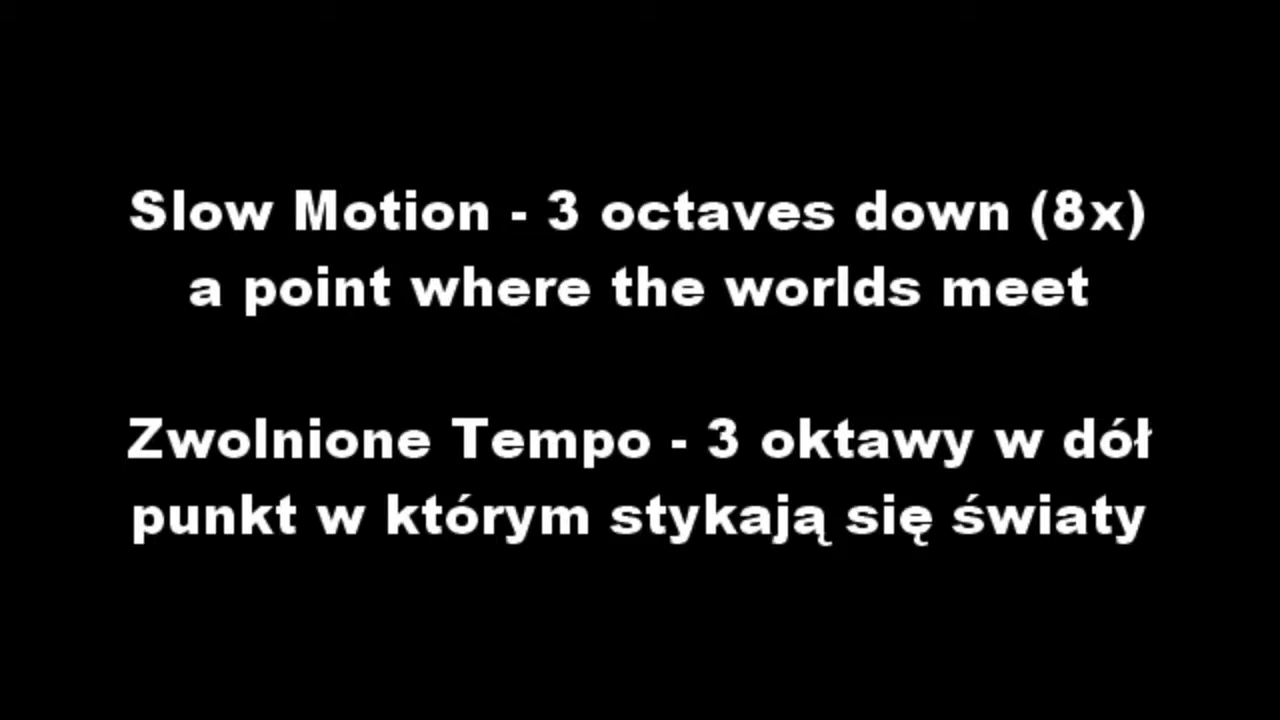 Slow Motion - 3 octaves down (8x)
a point where the worlds meet
Zwolnione Tempo - 3 oktawy w dół
punkt w którym stykają się światy